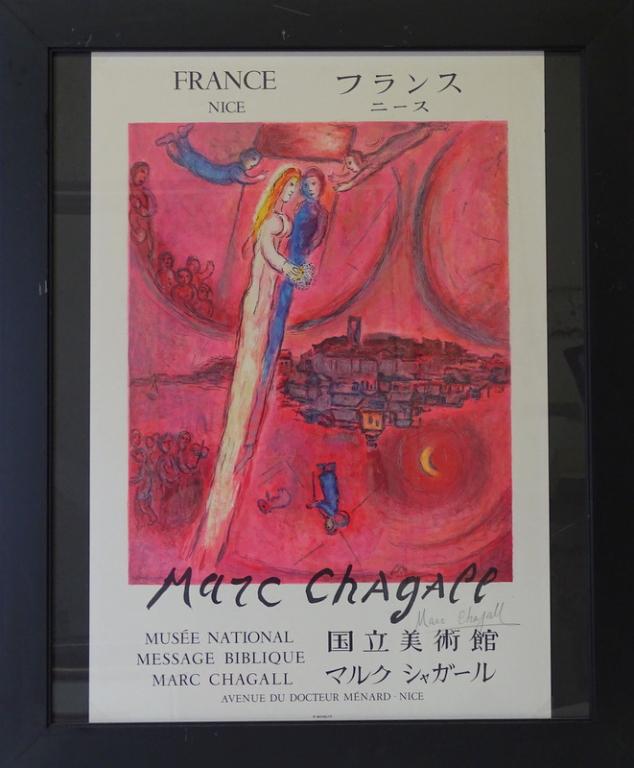 FRANCE
フランス
NICE
ニース
Marc Chagall
Marc Chagall
MUSÉE NATIONAL
MESSAGE BIBLIQUE
MARC CHAGALL
国立美術館
マルク シャガール
AVENUE DU DOCTEUR MÉNARD - NICE